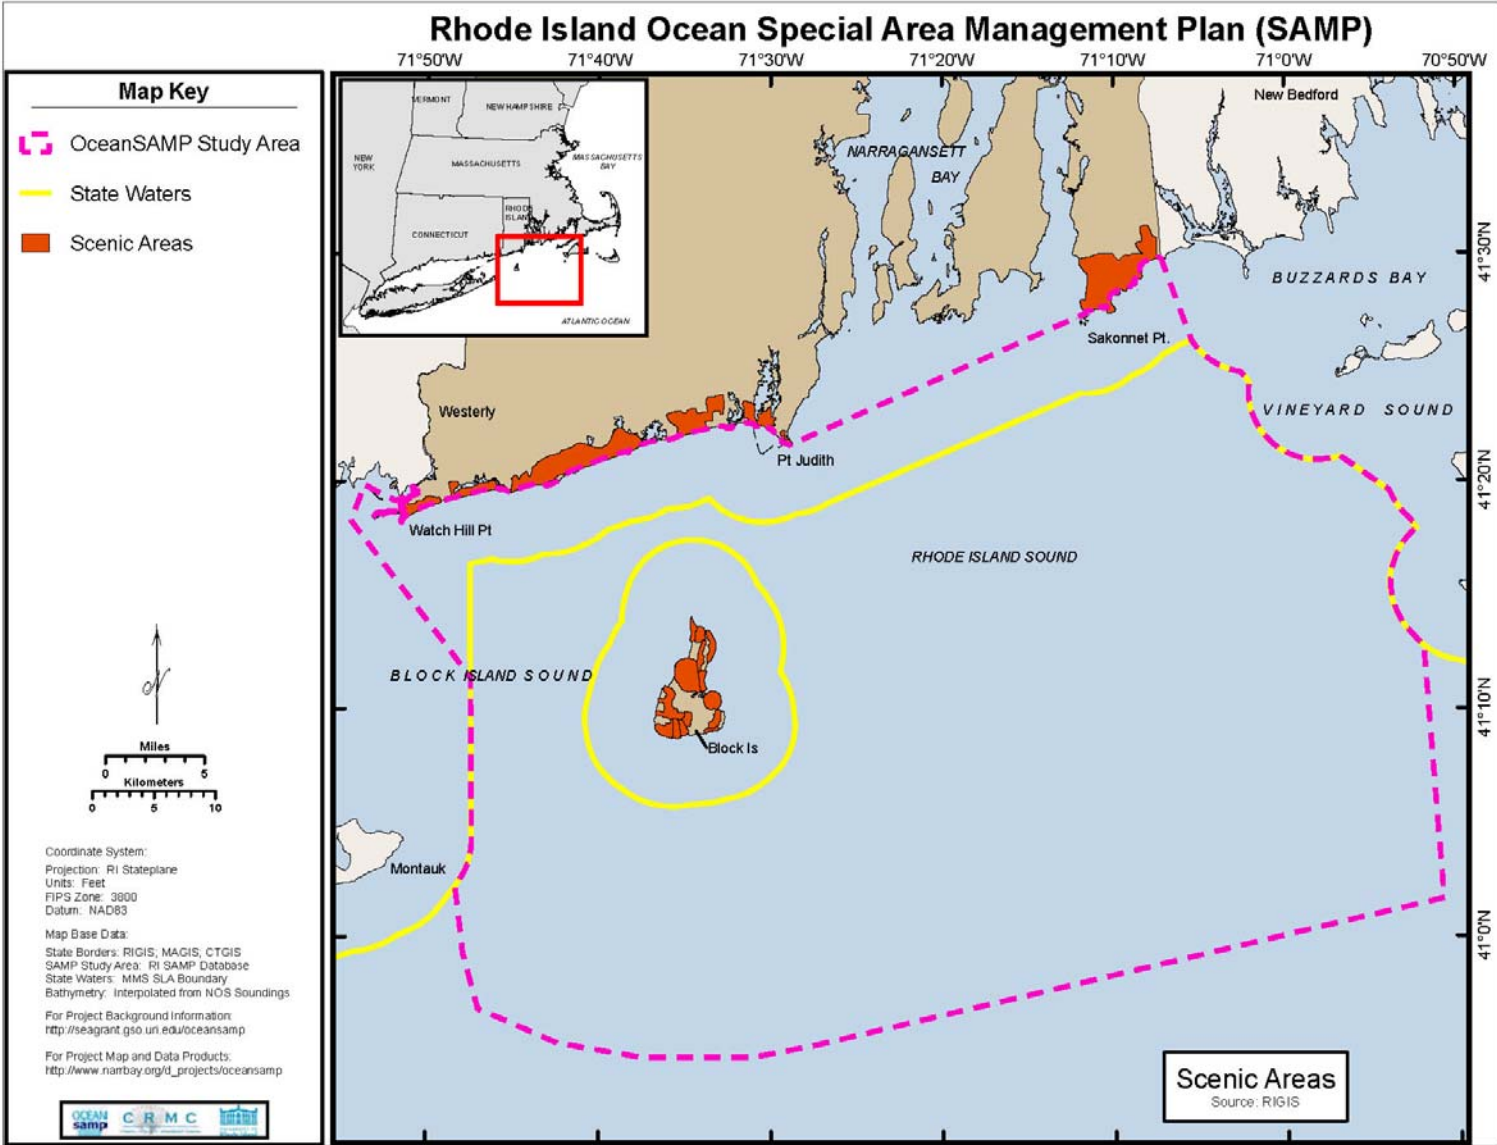 Rhode Island Ocean Special Area Management Plan (SAMP)
71°50'W 71°40'W 71°30'W 71°20'W 71°10'W 71°0'W 70°50'W
Map Key
OceanSAMP Study Area
State Waters
Scenic Areas
Miles
0 5
Kilometers
0 5 10
Coordinate System:
Projection: RI Stateplane
Units: Feet
FIPS Zone: 3800
Datum: NAD83
Map Base Data:
State Borders: RIGIS, MAGIS, CTGIS
SAMP Study Area: RI SAMP Database
State Waters: MMS SLA Boundary
Bathymetry: Interpolated from NOS Soundings
For Project Background Information:
http://seagrant.gso.uri.edu/oceansamp
For Project Map and Data Products:
http://www.narrbay.org/d_projects/oceansamp
OCEAN
samp
CRMC
VERMONT
NEW HAMPSHIRE
NEW
YORK
MASSACHUSETTS
MASSACHUSETTS
BAY
RHODE
ISLAND
CONNECTICUT
ATLANTIC OCEAN
New Bedford
NARRAGANSETT
BAY
BUZZARDS BAY
Sakonnet Pt.
VINEYARD SOUND
Westerly
Pt Judith
Watch Hill Pt
RHODE ISLAND SOUND
BLOCK ISLAND SOUND
Block Is
Montauk
41°30'N
41°20'N
41°10'N
41°0'N
Scenic Areas
Source: RIGIS